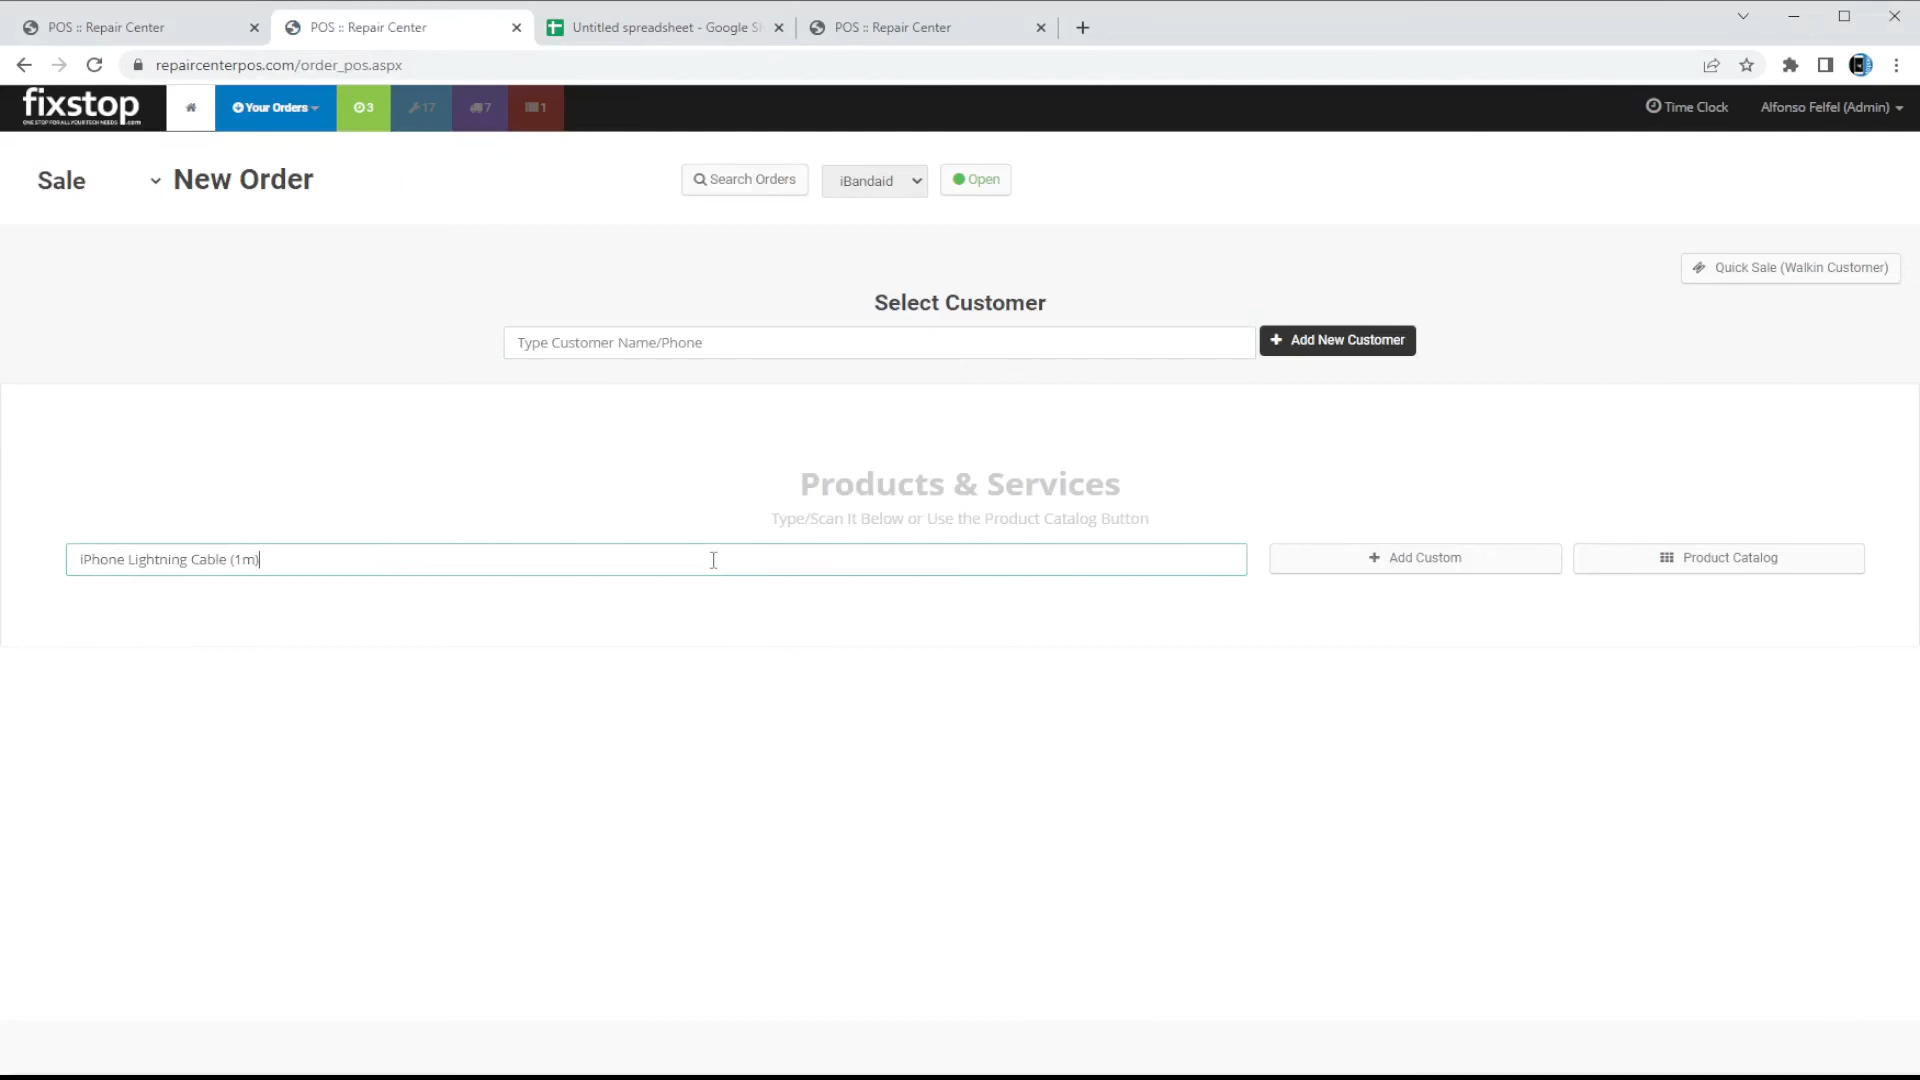 POS :: Repair Center
POS :: Repair Center
Untitled spreadsheet - Google Sh
POS :: Repair Center
repaircenterpos.com/order_pos.aspx
fixstop
ONE STOP FOR ALL YOUR TECH NEEDS .com
Your Orders
3
17
7
1
Time Clock
Alfonso Felfel (Admin)
Sale
New Order
Search Orders
iBandaid
Open
Quick Sale (Walkin Customer)
Select Customer
Type Customer Name/Phone
Add New Customer
Products & Services
Type/Scan It Below or Use the Product Catalog Button
iPhone Lightning Cable (1m)
Add Custom
Product Catalog